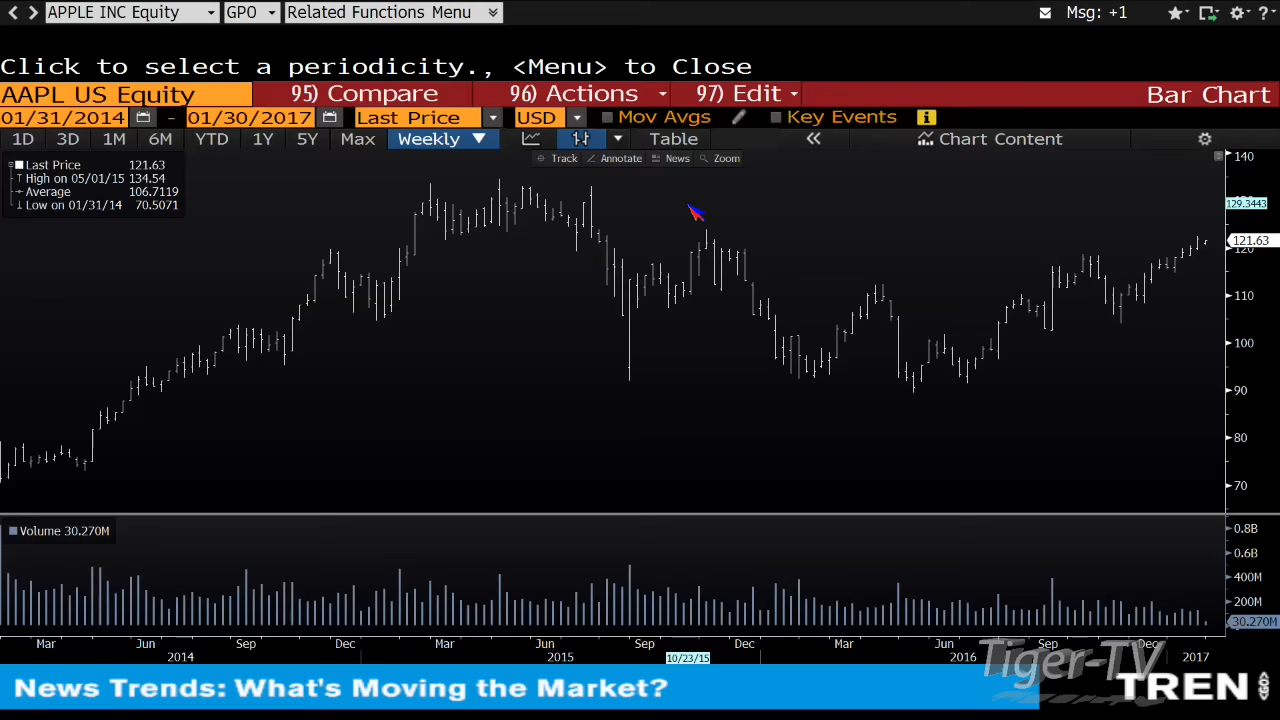 APPLE INC Equity GPO Related Functions Menu Msg: +1 ?
Click to select a periodicity., <Menu> to Close
AAPL US Equity 95) Compare 96) Actions 97) Edit Bar Chart
01/31/2014 - 01/30/2017 Last Price USD Mov Avgs Key Events
1D 3D 1M 6M YTD 1Y 5Y Max Weekly Table Chart Content
Track Annotate News Zoom
Last Price 121.63
High on 05/01/15 134.54
Average 106.7119
Low on 01/31/14 70.5071
140
129.3443
121.63
120
110
100
90
80
70
Volume 30.270M
0.8B
0.6B
400M
200M
30.270M
Mar Jun Sep Dec Mar Jun Sep Dec Mar Jun Sep Dec
2014 2015 10/23/15 2016 2017
Tiger-TV
News Trends: What's Moving the Market?
TREN